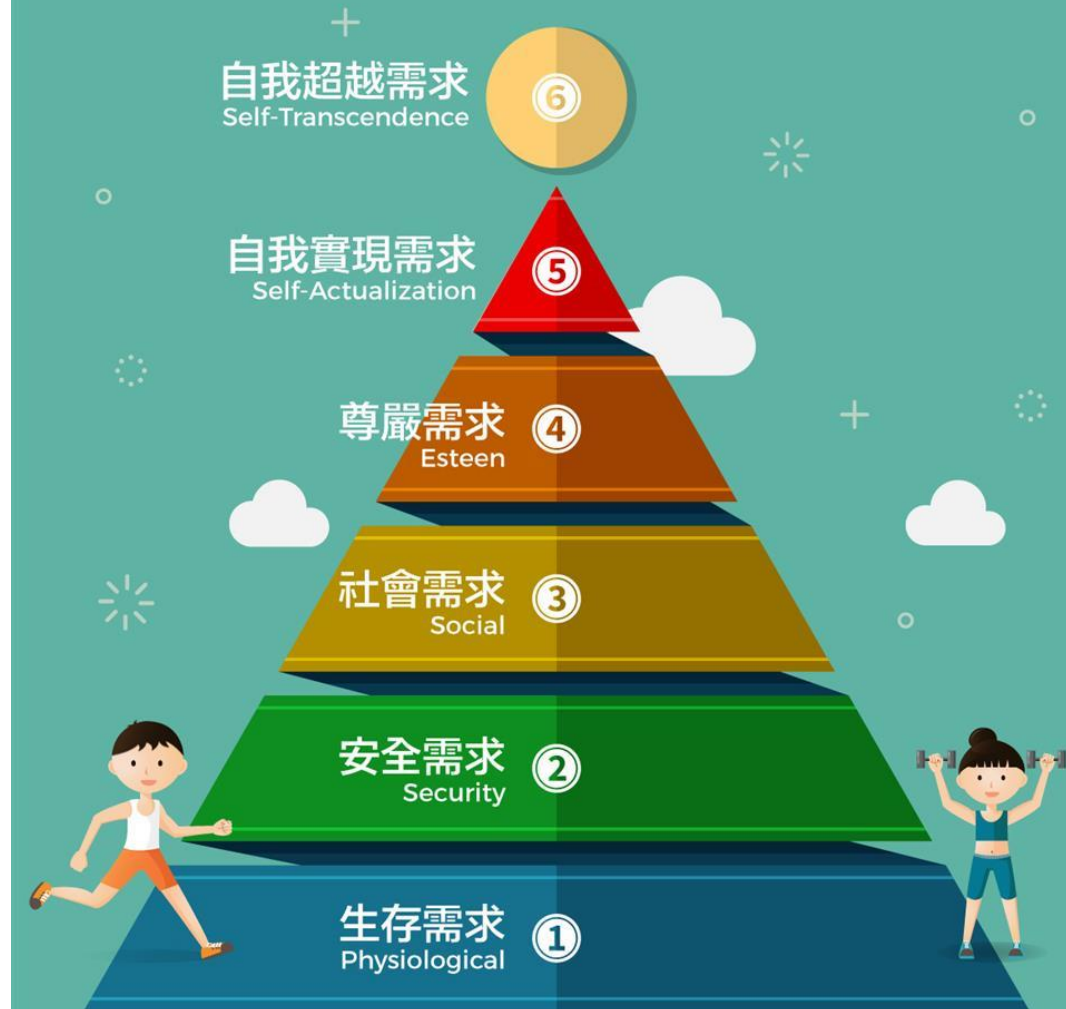 自我超越需求
Self-Transcendence
6
自我實現需求
Self-Actualization
5
尊嚴需求
Esteen
4
社會需求
Social
3
安全需求
Security
2
生存需求
Physiological
1